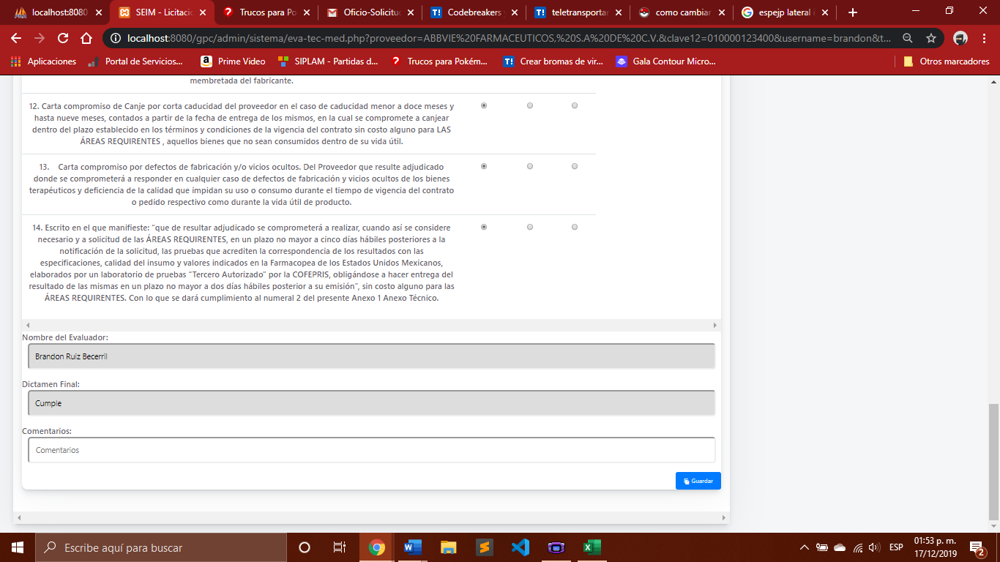 localhost:8080
SEIM - Licitació
Trucos para Po
Oficio-Solicitud
Codebreakers y
teletransportar
como cambiar
espejp lateral i
localhost:8080/gpc/admin/sistema/eva-tec-med.php?proveedor=ABBVIE%20FARMACEUTICOS,%20S.A%20DE%20C.V.&clave12=010000123400&username=brandon&t...
Aplicaciones
Portal de Servicios...
Prime Video
SIPLAM - Partidas d...
Trucos para Pokém...
Crear bromas de vir...
Gala Contour Micro...
Otros marcadores
membretada del fabricante.
12. Carta compromiso de Canje por corta caducidad del proveedor en el caso de caducidad menor a doce meses y
hasta nueve meses, contados a partir de la fecha de entrega de los mismos, en la cual se compromete a canjear
dentro del plazo establecido en los términos y condiciones de la vigencia del contrato sin costo alguno para LAS
ÁREAS REQUIRENTES , aquellos bienes que no sean consumidos dentro de su vida útil.
13. Carta compromiso por defectos de fabricación y/o vicios ocultos. Del Proveedor que resulte adjudicado
donde se comprometerá a responder en cualquier caso de defectos de fabricación y vicios ocultos de los bienes
terapéuticos y deficiencia de la calidad que impidan su uso o consumo durante el tiempo de vigencia del contrato
o pedido respectivo como durante la vida útil de producto.
14. Escrito en el que manifieste: "que de resultar adjudicado se comprometerá a realizar, cuando así se considere
necesario y a solicitud de las ÁREAS REQUIRENTES, en un plazo no mayor a cinco días hábiles posteriores a la
notificación de la solicitud, las pruebas que acrediten la correspondencia de los resultados con las
especificaciones, calidad del insumo y valores indicados en la Farmacopea de los Estados Unidos Mexicanos,
elaborados por un laboratorio de pruebas "Tercero Autorizado" por la COFEPRIS, obligándose a hacer entrega del
resultado de las mismas en un plazo no mayor a dos días hábiles posterior a su emisión", sin costo alguno para las
ÁREAS REQUIRENTES. Con lo que se dará cumplimiento al numeral 2 del presente Anexo 1 Anexo Técnico.
Nombre del Evaluador:
Brandon Ruiz Becerril
Dictamen Final:
Cumple
Comentarios:
Comentarios
Guardar
Escribe aquí para buscar
ESP
01:53 p. m.
17/12/2019
2